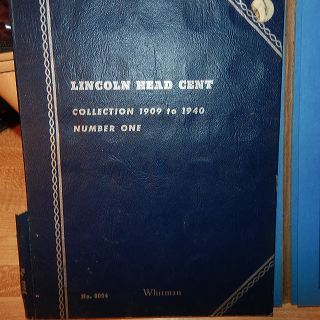 LINCOLN HEAD CENT
COLLECTION 1909 to 1940
NUMBER ONE
No. 9004
Whitman